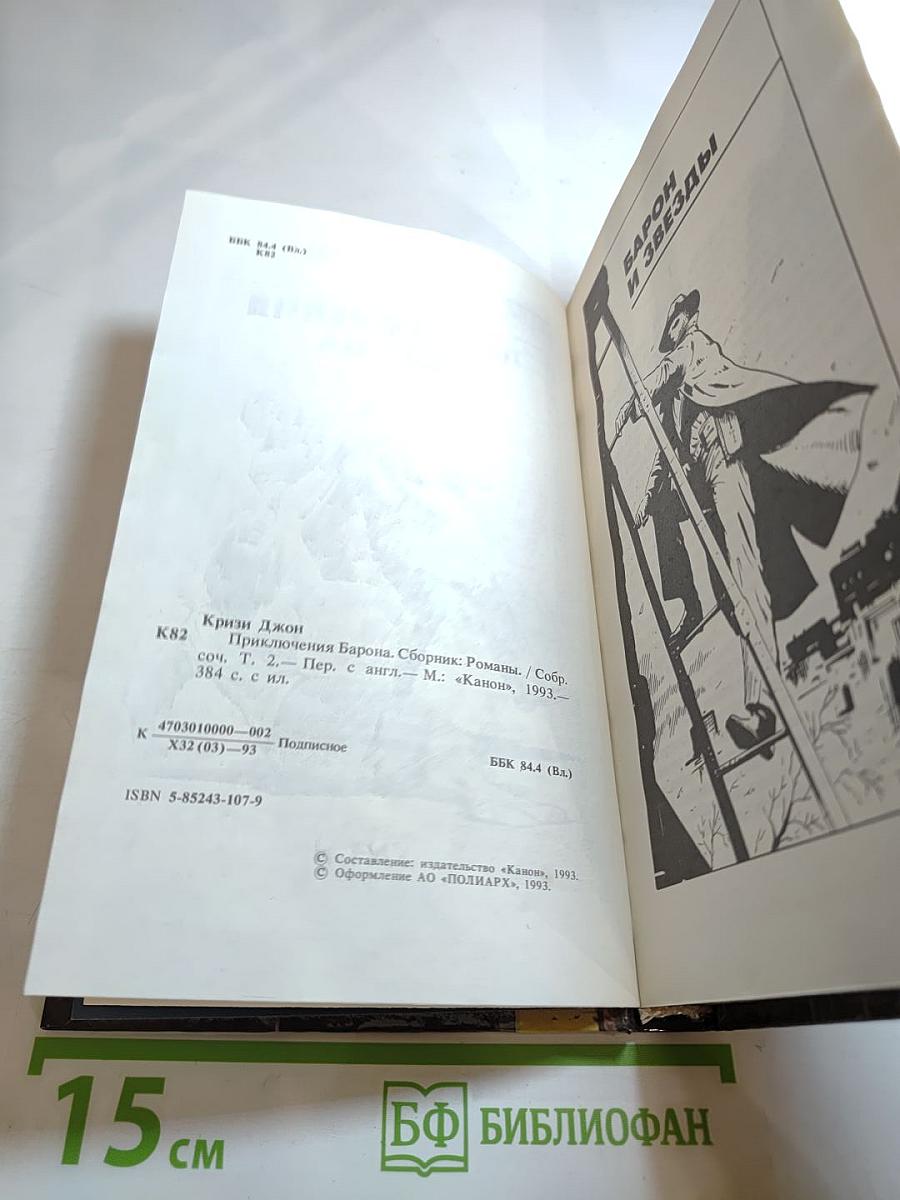 ББК 84.4 (Вл.)
К82
Кризи Джон
К82 Приключения Барона. Сборник: Романы. / Собр.
соч. Т. 2.— Пер. с англ.— М.: «Канон», 1993.—
384 с. с ил.
К 4703010000—002
Х32(03)—93 Подписное
ББК 84.4 (Вл.)
ISBN 5-85243-107-9
© Составление: издательство «Канон», 1993.
© Оформление АО «ПОЛИАРХ», 1993.
БАРОН
И ЗВЕЗДЫ
15 см
БФ БИБЛИОФАН